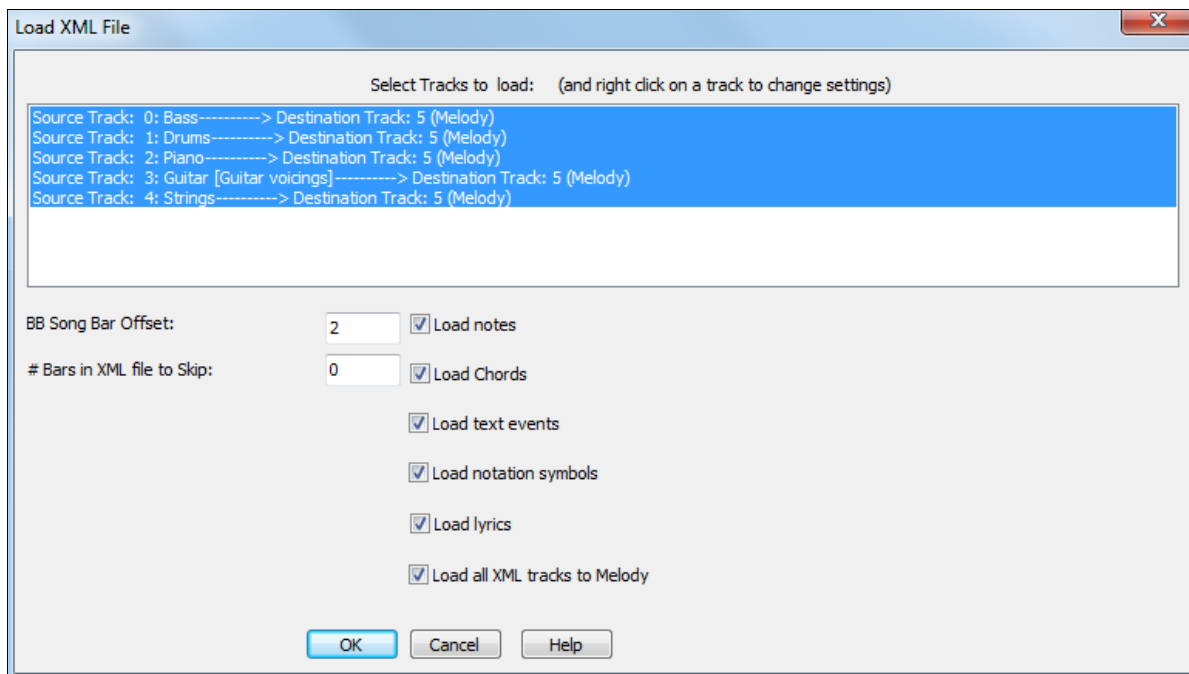 Load XML File
Select Tracks to load: (and right click on a track to change settings)
Source Track: 0: Bass----------> Destination Track: 5 (Melody)
Source Track: 1: Drums----------> Destination Track: 5 (Melody)
Source Track: 2: Piano----------> Destination Track: 5 (Melody)
Source Track: 3: Guitar [Guitar voicings]----------> Destination Track: 5 (Melody)
Source Track: 4: Strings----------> Destination Track: 5 (Melody)
BB Song Bar Offset: 2 Load notes
# Bars in XML file to Skip: 0 Load Chords
Load text events
Load notation symbols
Load lyrics
Load all XML tracks to Melody
OK Cancel Help